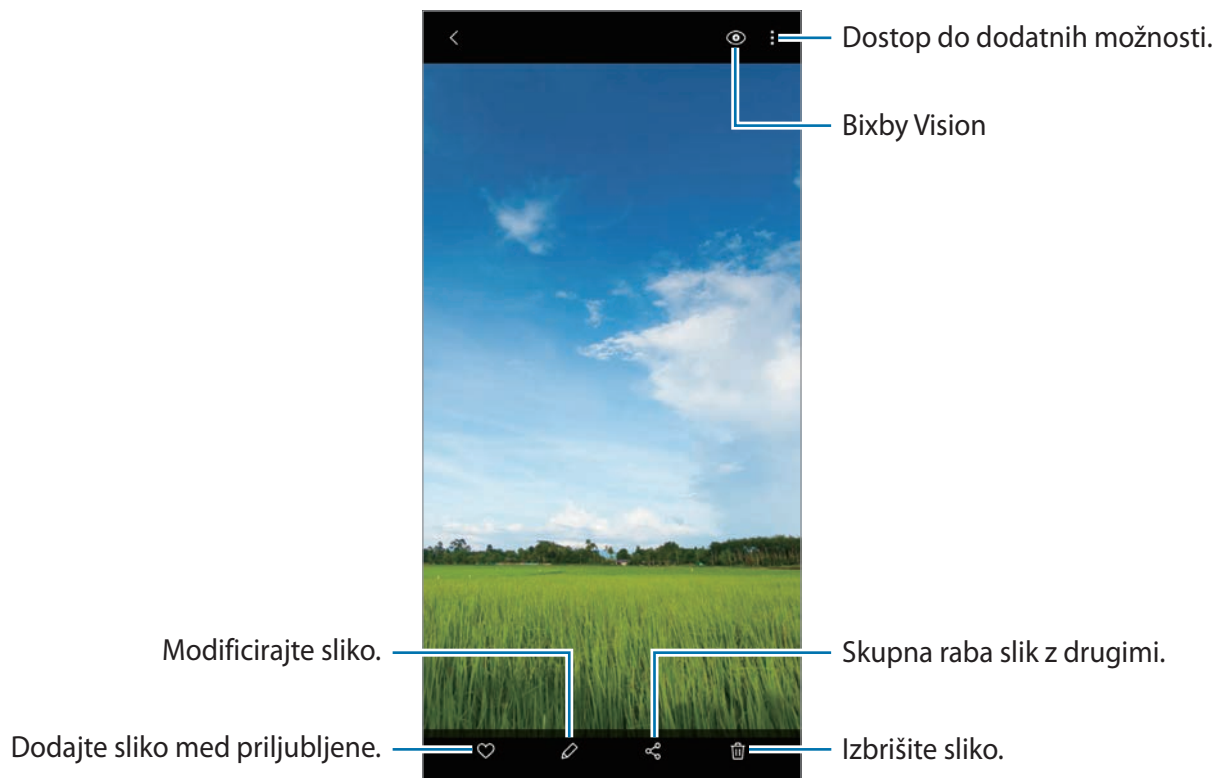 Dostop do dodatnih možnosti.
Bixby Vision
Modificirajte sliko.
Skupna raba slik z drugimi.
Dodajte sliko med priljubljene.
Izbrišite sliko.